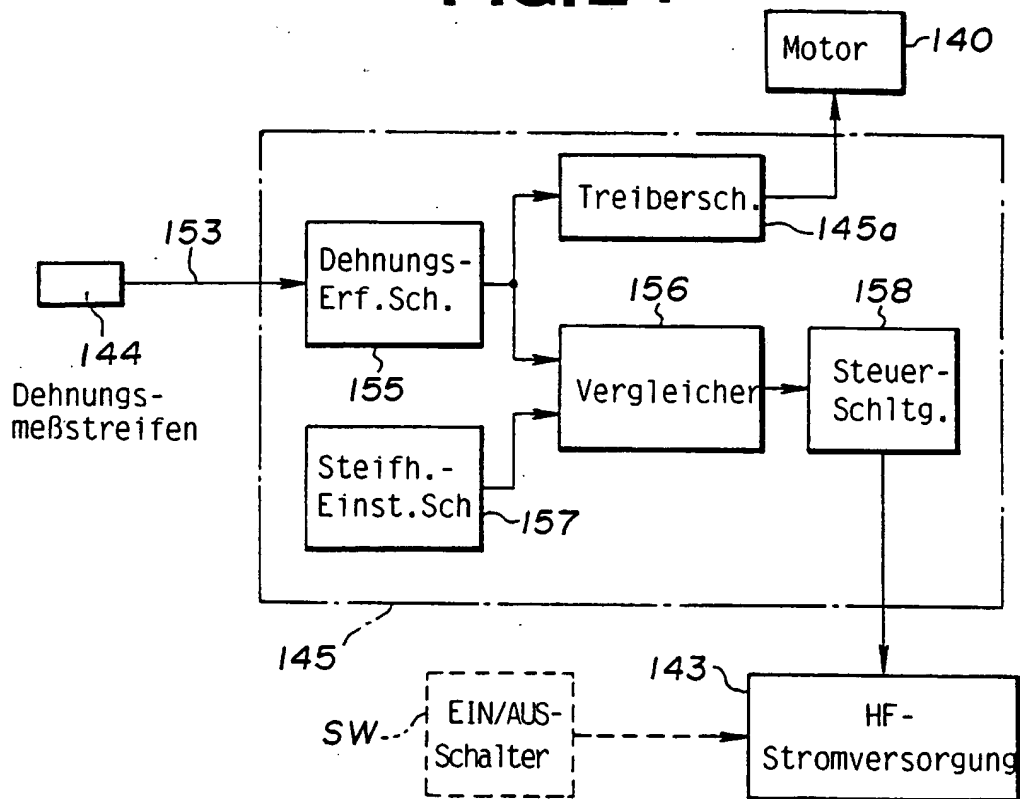 Motor
140
Treibersch.
145a
153
Dehnungs-
Erf.Sch.
155
144
Dehnungs-
meßstreifen
156
Vergleicher
158
Steuer-
Schltg.
Steifh.-
Einst.Sch
157
145
143
SW
EIN/AUS-
Schalter
HF-
Stromversorgung